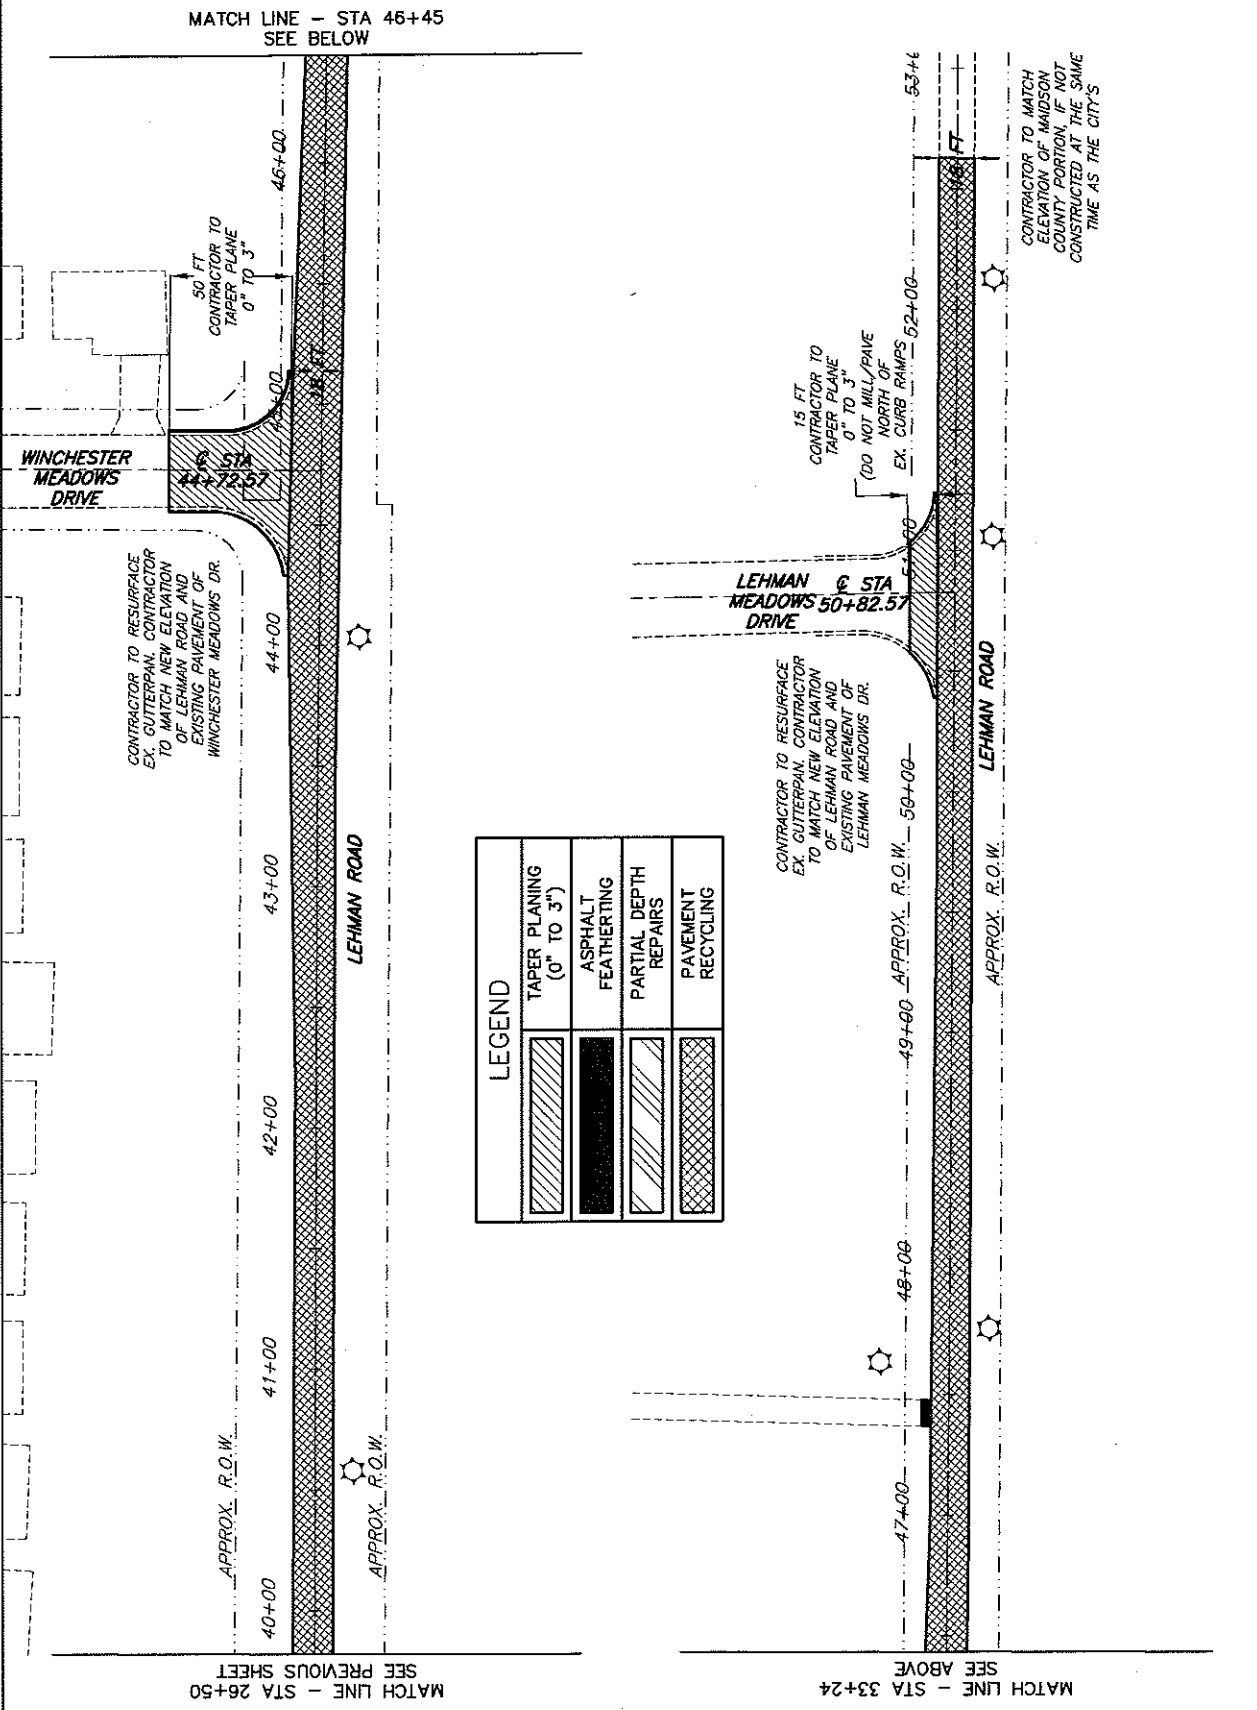 MATCH LINE – STA 46+45
SEE BELOW
50 FT
CONTRACTOR TO
TAPER PLANE
0" TO 3"
46+00
45+00
18 FT
WINCHESTER
MEADOWS
DRIVE
℄ STA
44+72.57
CONTRACTOR TO RESURFACE
EX. GUTTERPAN. CONTRACTOR
TO MATCH NEW ELEVATION
OF LEHMAN ROAD AND
EXISTING PAVEMENT OF
WINCHESTER MEADOWS DR.
44+00
43+00
LEHMAN ROAD
42+00
41+00
APPROX. R.O.W.
APPROX. R.O.W.
40+00
MATCH LINE – STA 26+50
SEE PREVIOUS SHEET
LEGEND
TAPER PLANING
(0" TO 3")
ASPHALT
FEATHERTING
PARTIAL DEPTH
REPAIRS
PAVEMENT
RECYCLING
53+
18 FT
CONTRACTOR TO MATCH
ELEVATION OF MAIDSON
COUNTY PORTION, IF NOT
CONSTRUCTED AT THE SAME
TIME AS THE CITY'S
52+00
15 FT
CONTRACTOR TO
TAPER PLANE
0" TO 3"
(DO NOT MILL/PAVE
NORTH OF
EX. CURB RAMPS
51+00
LEHMAN
MEADOWS
DRIVE
℄ STA
50+82.57
CONTRACTOR TO RESURFACE
EX. GUTTERPAN. CONTRACTOR
TO MATCH NEW ELEVATION
OF LEHMAN ROAD AND
EXISTING PAVEMENT OF
LEHMAN MEADOWS DR.
LEHMAN ROAD
50+00
APPROX. R.O.W.
APPROX. R.O.W.
49+00
48+00
47+00
MATCH LINE – STA 33+24
SEE ABOVE